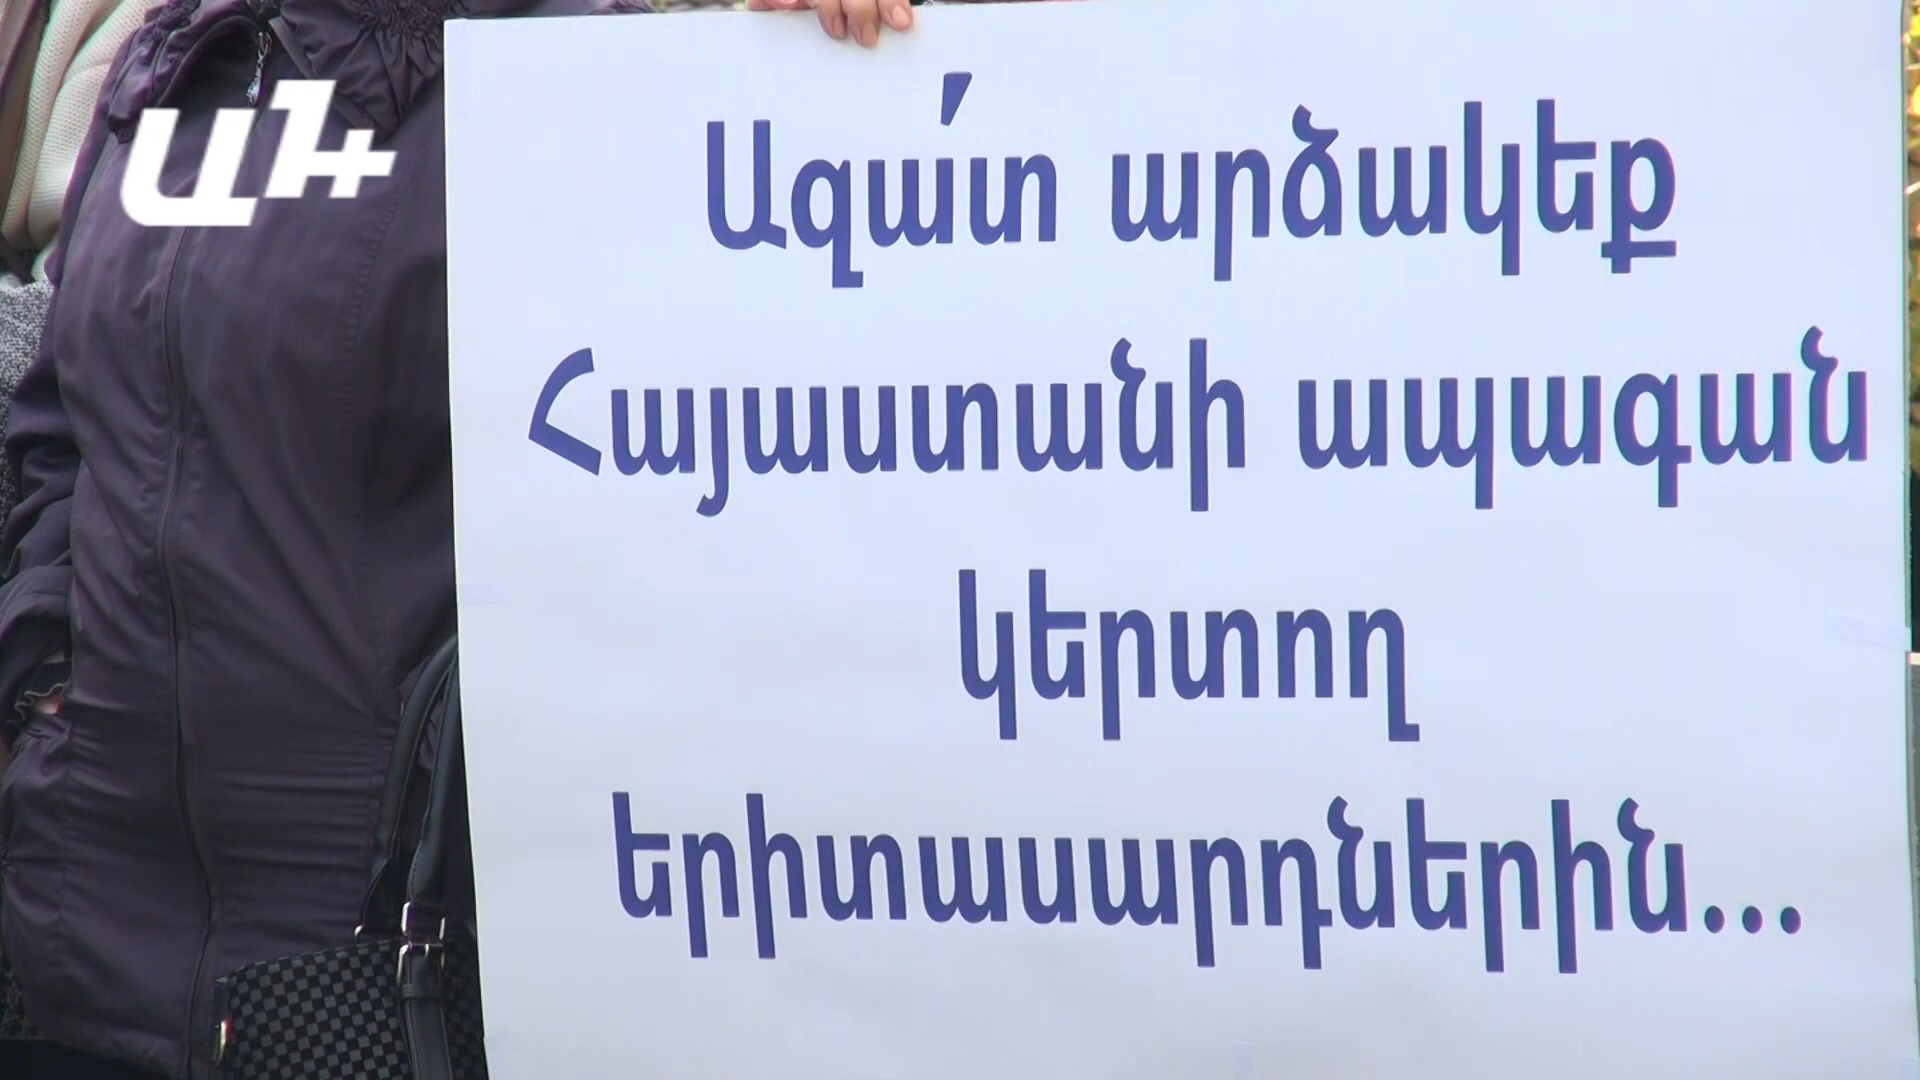 Ա1+
Ազա՛տ արձակեք
Հայաստանի ապագան
կերտող
երիտասարդներին...